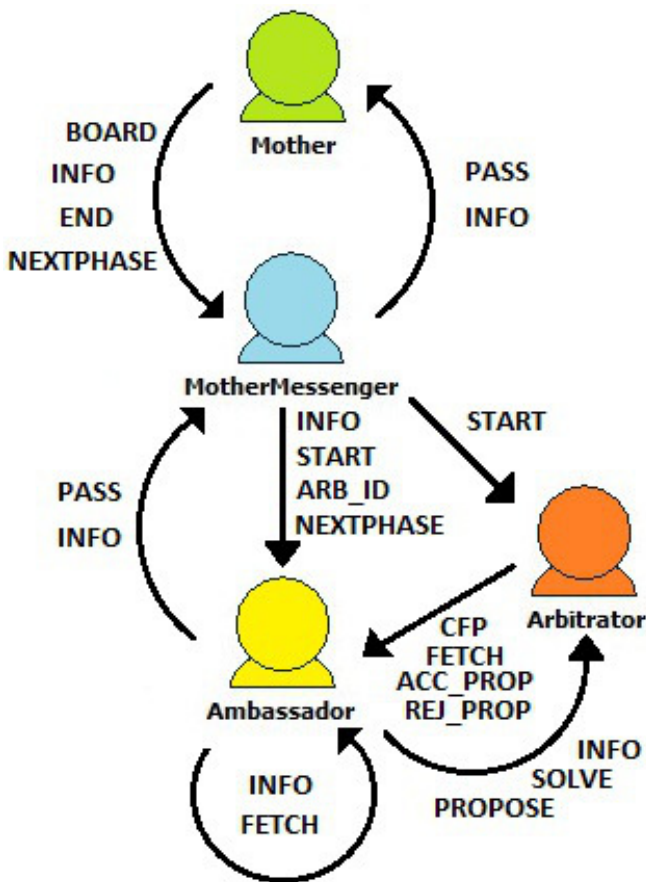 Mother
BOARD
INFO
END
NEXTPHASE
PASS
INFO
MotherMessenger
INFO
START
ARB_ID
NEXTPHASE
START
PASS
INFO
Arbitrator
CFP
FETCH
ACC_PROP
REJ_PROP
Ambassador
INFO
FETCH
INFO
SOLVE
PROPOSE